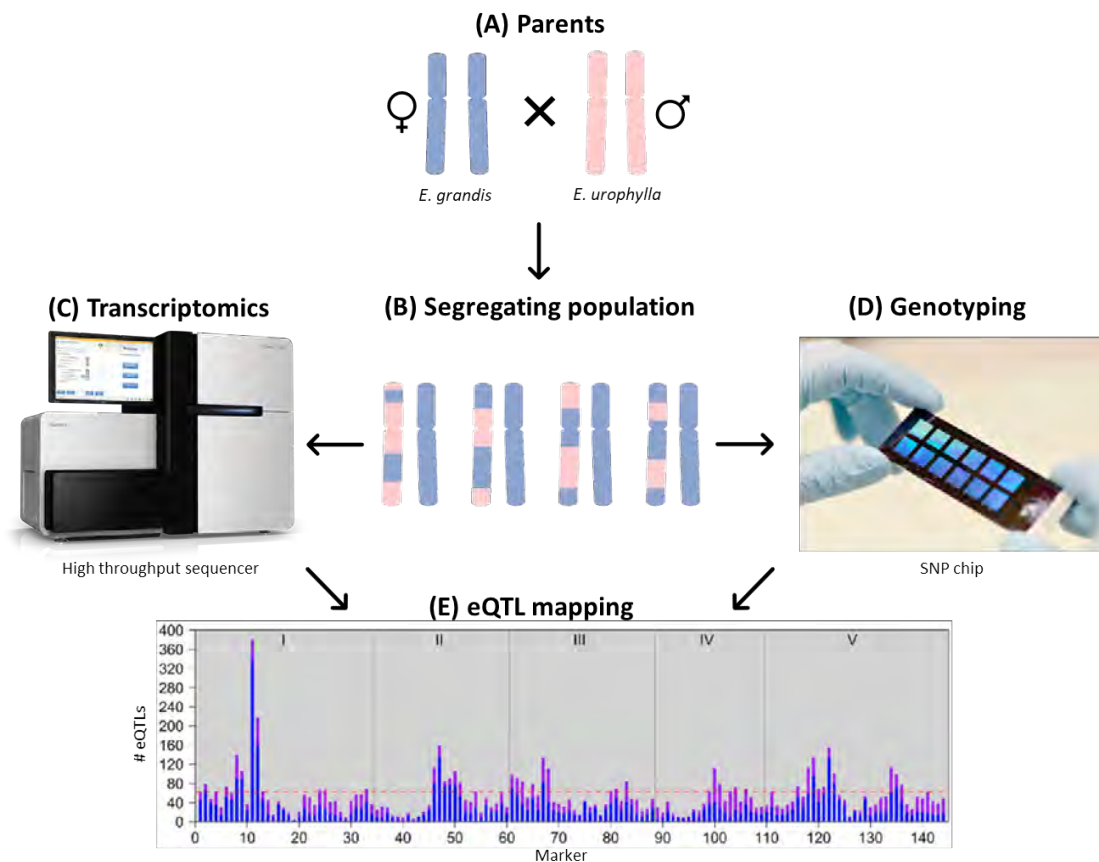 (A) Parents
♀
×
♂
E. grandis
E. urophylla
(C) Transcriptomics
(B) Segregating population
(D) Genotyping
High throughput sequencer
SNP chip
(E) eQTL mapping
I II III IV V
400
360
320
280
240
200
160
120
80
40
0
# eQTLs
0 10 20 30 40 50 60 70 80 90 100 110 120 130 140
Marker